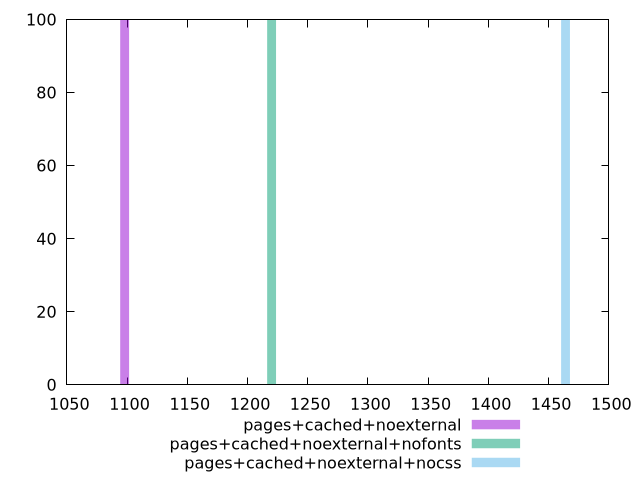 100
80
60
40
20
0
1050 1100 1150 1200 1250 1300 1350 1400 1450 1500
pages+cached+noexternal
pages+cached+noexternal+nofonts
pages+cached+noexternal+nocss